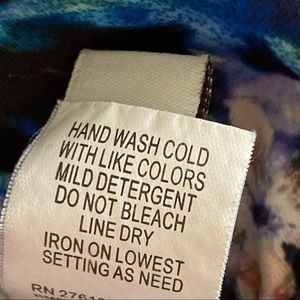 HAND WASH COLD
WITH LIKE COLORS
MILD DETERGENT
DO NOT BLEACH
LINE DRY
IRON ON LOWEST
SETTING AS NEED
RN